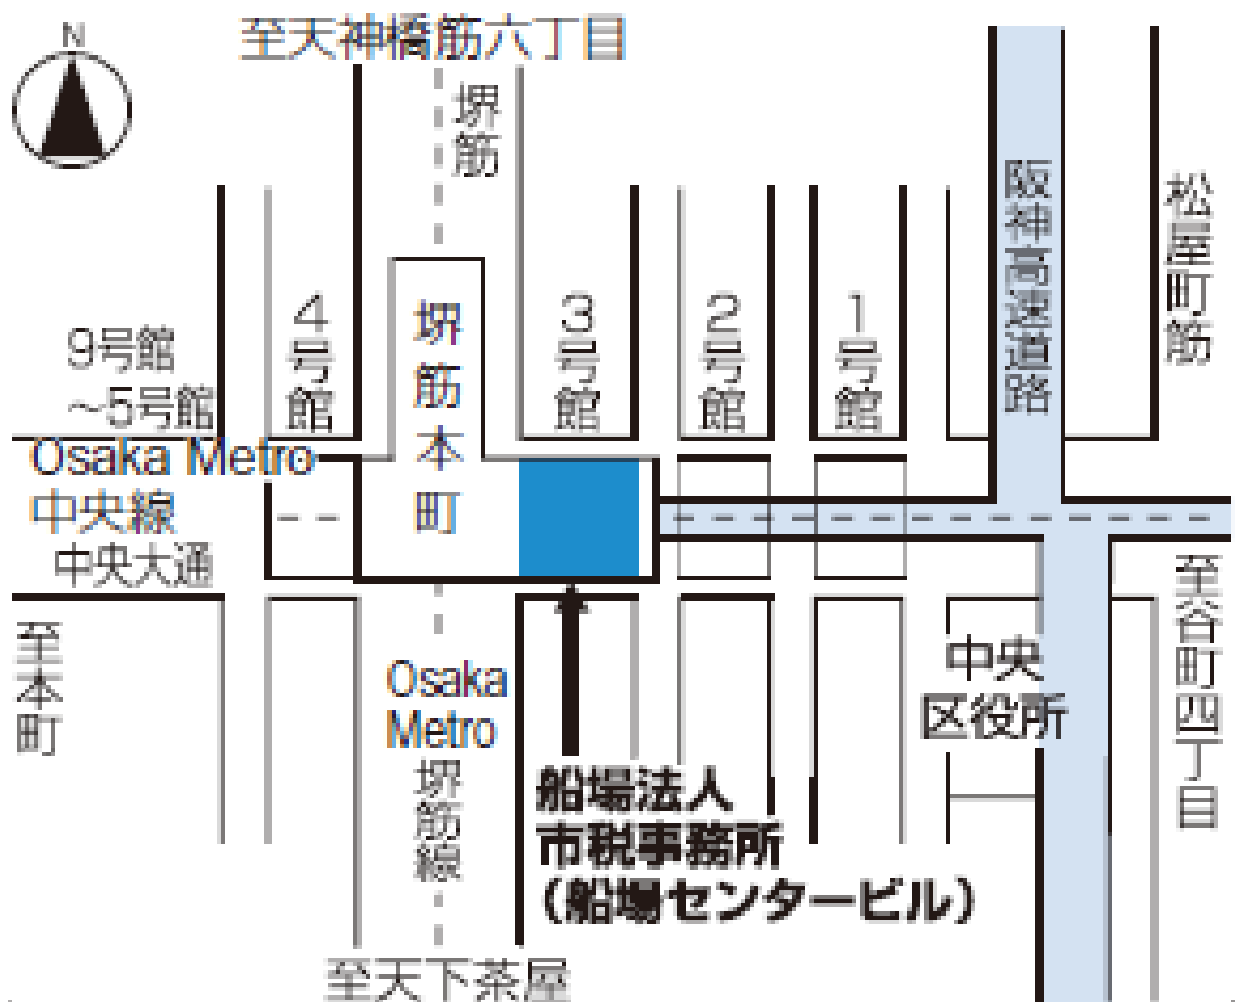 N
至天神橋筋六丁目
堺筋
阪神高速道路
松屋町筋
9号館
～5号館
4号館
堺筋本町
3号館
2号館
1号館
Osaka Metro
中央線
中央大通
至本町
至谷町四丁目
中央
区役所
Osaka
Metro
堺筋線
船場法人
市税事務所
（船場センタービル）
至天下茶屋